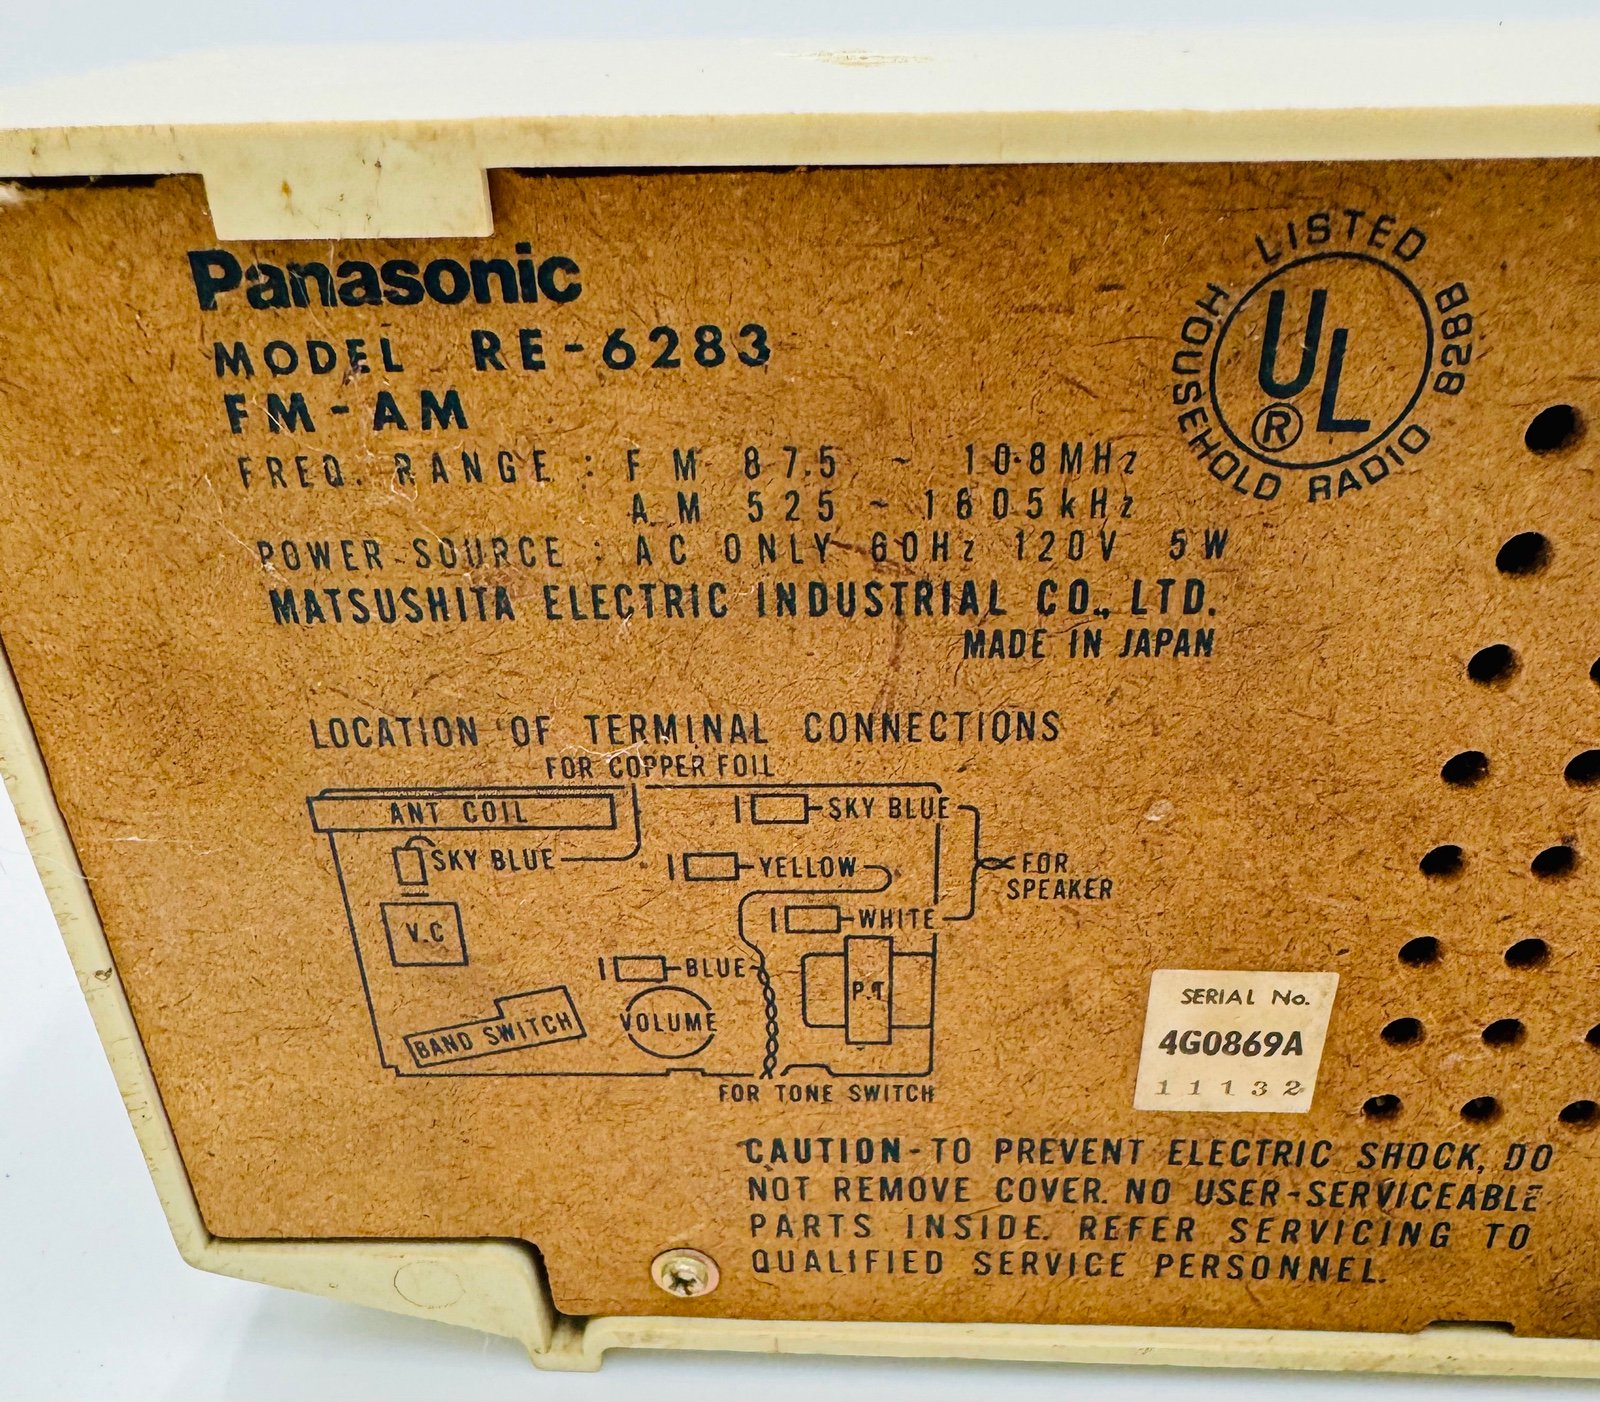 Panasonic
MODEL RE-6283
FM-AM
FREQ. RANGE : FM 87.5 ~ 108MHz
AM 525 ~ 1605kHz
POWER SOURCE : AC ONLY 60Hz 120V 5W
MATSUSHITA ELECTRIC INDUSTRIAL CO., LTD.
MADE IN JAPAN
LISTED 882B
UL
®
HOUSEHOLD RADIO
LOCATION OF TERMINAL CONNECTIONS
FOR COPPER FOIL
ANT COIL
SKY BLUE
SKY BLUE
YELLOW
FOR
SPEAKER
WHITE
V.C
BLUE
P.T
BAND SWITCH
VOLUME
FOR TONE SWITCH
SERIAL No.
4G0869A
11132
CAUTION-TO PREVENT ELECTRIC SHOCK, DO
NOT REMOVE COVER. NO USER-SERVICEABLE
PARTS INSIDE. REFER SERVICING TO
QUALIFIED SERVICE PERSONNEL.